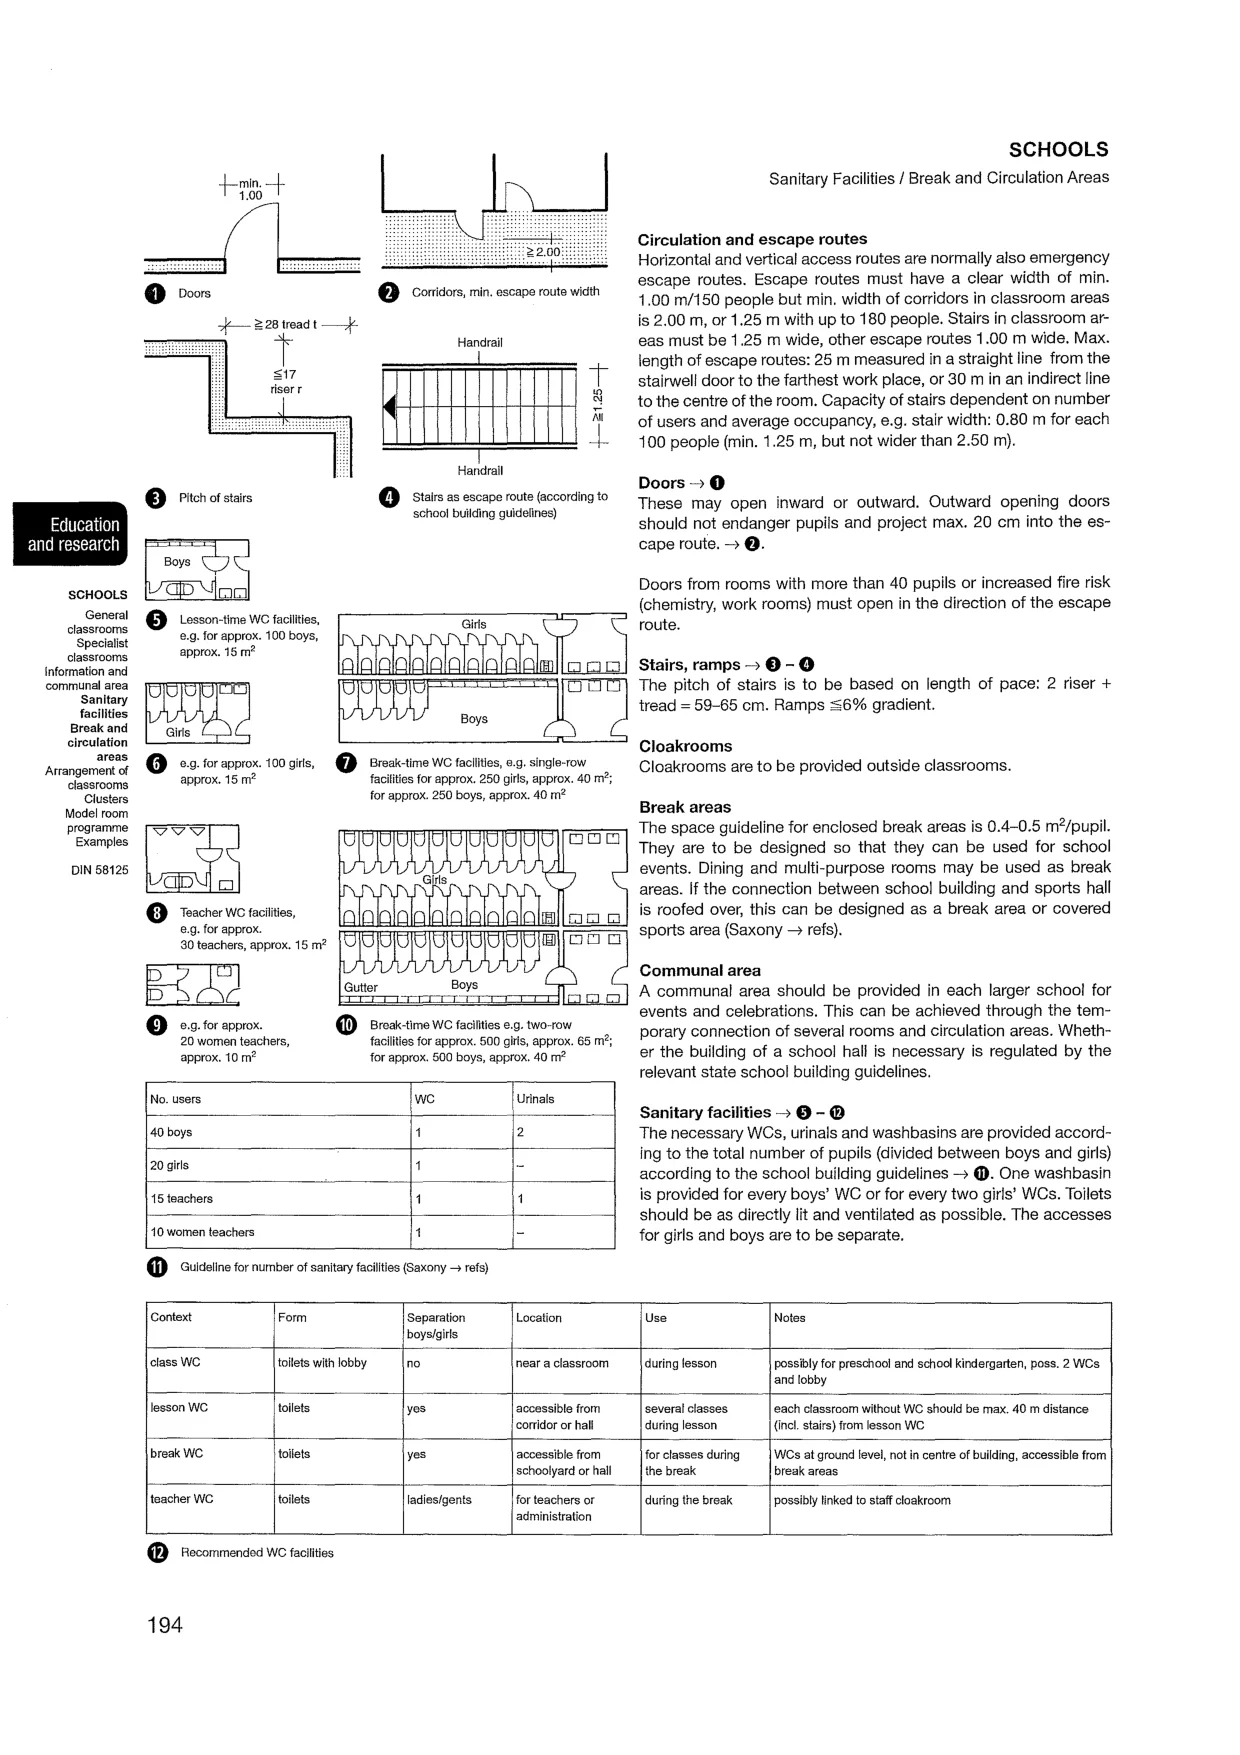 SCHOOLS
Sanitary Facilities / Break and Circulation Areas
min.
1.00
≧2.00
❶ Doors
❷ Corridors, min. escape route width
≧28 tread t
≦17
riser r
Handrail
≧1.25
Handrail
❸ Pitch of stairs
❹ Stairs as escape route (according to
school building guidelines)
Education
and research
SCHOOLS
General
classrooms
Specialist
classrooms
Information and
communal area
Sanitary
facilities
Break and
circulation
areas
Arrangement of
classrooms
Clusters
Model room
programme
Examples
DIN 58125
Boys
❺ Lesson-time WC facilities,
e.g. for approx. 100 boys,
approx. 15 m²
Girls
❻ e.g. for approx. 100 girls,
approx. 15 m²
Girls
Boys
❼ Break-time WC facilities, e.g. single-row
facilities for approx. 250 girls, approx. 40 m²;
for approx. 250 boys, approx. 40 m²
❽ Teacher WC facilities,
e.g. for approx.
30 teachers, approx. 15 m²
❾ e.g. for approx.
20 women teachers,
approx. 10 m²
Girls
Gutter Boys
❿ Break-time WC facilities e.g. two-row
facilities for approx. 500 girls, approx. 65 m²;
for approx. 500 boys, approx. 40 m²
No. users WC Urinals
40 boys 1 2
20 girls 1 –
15 teachers 1 1
10 women teachers 1 –
⓫ Guideline for number of sanitary facilities (Saxony → refs)
Circulation and escape routes
Horizontal and vertical access routes are normally also emergency
escape routes. Escape routes must have a clear width of min.
1.00 m/150 people but min. width of corridors in classroom areas
is 2.00 m, or 1.25 m with up to 180 people. Stairs in classroom ar-
eas must be 1.25 m wide, other escape routes 1.00 m wide. Max.
length of escape routes: 25 m measured in a straight line from the
stairwell door to the farthest work place, or 30 m in an indirect line
to the centre of the room. Capacity of stairs dependent on number
of users and average occupancy, e.g. stair width: 0.80 m for each
100 people (min. 1.25 m, but not wider than 2.50 m).
Doors → ❶
These may open inward or outward. Outward opening doors
should not endanger pupils and project max. 20 cm into the es-
cape route. → ❷.
Doors from rooms with more than 40 pupils or increased fire risk
(chemistry, work rooms) must open in the direction of the escape
route.
Stairs, ramps → ❸ – ❹
The pitch of stairs is to be based on length of pace: 2 riser +
tread = 59–65 cm. Ramps ≦6% gradient.
Cloakrooms
Cloakrooms are to be provided outside classrooms.
Break areas
The space guideline for enclosed break areas is 0.4–0.5 m²/pupil.
They are to be designed so that they can be used for school
events. Dining and multi-purpose rooms may be used as break
areas. If the connection between school building and sports hall
is roofed over, this can be designed as a break area or covered
sports area (Saxony → refs).
Communal area
A communal area should be provided in each larger school for
events and celebrations. This can be achieved through the tem-
porary connection of several rooms and circulation areas. Wheth-
er the building of a school hall is necessary is regulated by the
relevant state school building guidelines.
Sanitary facilities → ❺ – ⓬
The necessary WCs, urinals and washbasins are provided accord-
ing to the total number of pupils (divided between boys and girls)
according to the school building guidelines → ⓫. One washbasin
is provided for every boys' WC or for every two girls' WCs. Toilets
should be as directly lit and ventilated as possible. The accesses
for girls and boys are to be separate.
Context Form Separation Location Use Notes
boys/girls
class WC toilets with lobby no near a classroom during lesson possibly for preschool and school kindergarten, poss. 2 WCs
and lobby
lesson WC toilets yes accessible from several classes each classroom without WC should be max. 40 m distance
corridor or hall during lesson (incl. stairs) from lesson WC
break WC toilets yes accessible from for classes during WCs at ground level, not in centre of building, accessible from
schoolyard or hall the break break areas
teacher WC toilets ladies/gents for teachers or during the break possibly linked to staff cloakroom
administration
⓬ Recommended WC facilities
194